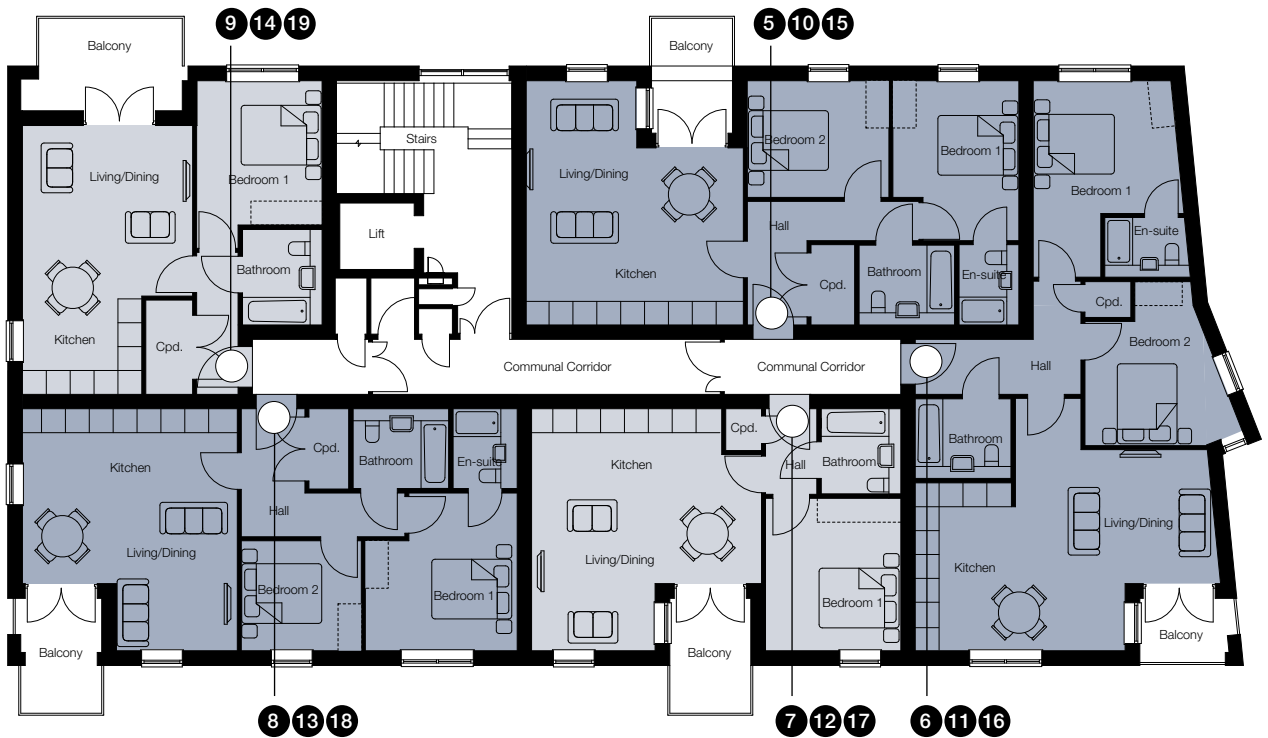 9 14 19
5 10 15
Balcony
Balcony
Stairs
Bedroom 2
Bedroom 1
Living/Dining
Bedroom 1
Living/Dining
Bedroom 1
Hall
Lift
En-suite
Bathroom
Kitchen
Bathroom
En-suite
Cpd.
Cpd.
Kitchen
Cpd.
Bedroom 2
Communal Corridor
Communal Corridor
Hall
Cpd.
Kitchen
Cpd.
Bathroom
En-suite
Kitchen
Hall
Bathroom
Bathroom
Hall
Living/Dining
Living/Dining
Living/Dining
Kitchen
Bedroom 2
Bedroom 1
Bedroom 1
Balcony
Balcony
Balcony
8 13 18
7 12 17
6 11 16